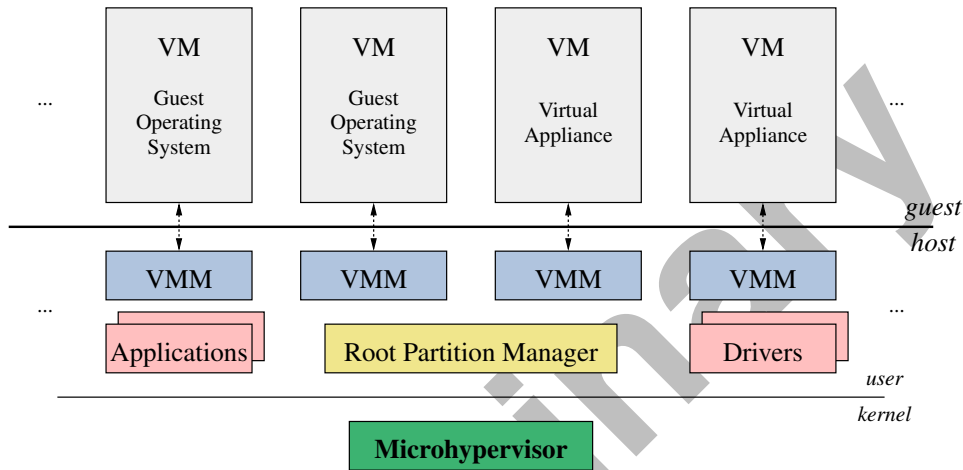 VM VM VM VM
... Guest Operating System Guest Operating System Virtual Appliance Virtual Appliance ...
guest
host
VMM VMM VMM VMM
... ...
Applications Root Partition Manager Drivers
user
kernel
Microhypervisor
inary